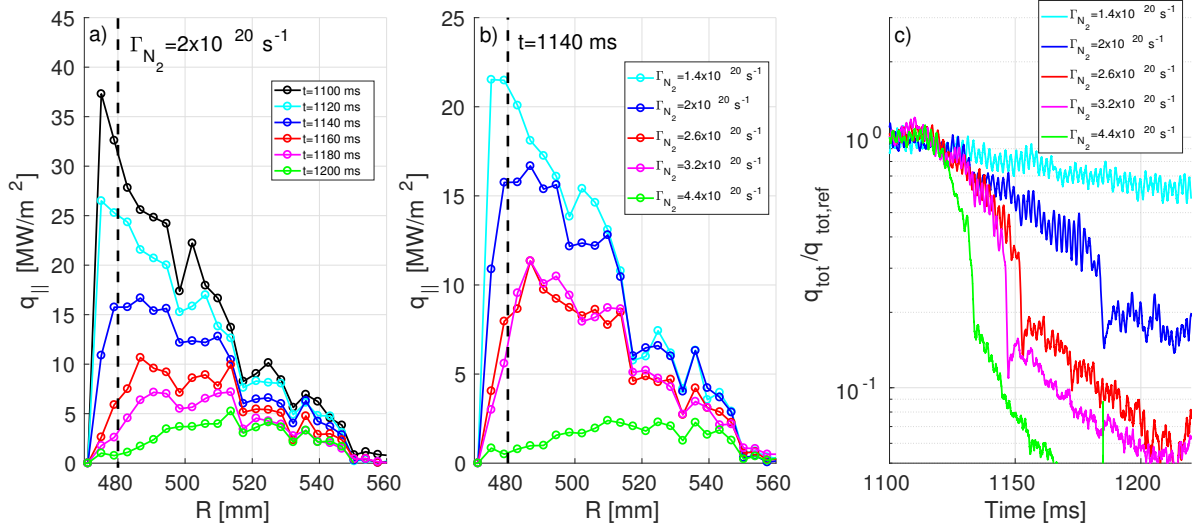 a)
Γ_N₂ =2x10 ²⁰ s⁻¹
t=1100 ms
t=1120 ms
t=1140 ms
t=1160 ms
t=1180 ms
t=1200 ms
45
40
35
30
25
20
15
10
5
0
q_|| [MW/m ²]
480 500 520 540 560
R [mm]
b)
t=1140 ms
Γ_N₂ =1.4x10 ²⁰ s⁻¹
Γ_N₂ =2x10 ²⁰ s⁻¹
Γ_N₂ =2.6x10 ²⁰ s⁻¹
Γ_N₂ =3.2x10 ²⁰ s⁻¹
Γ_N₂ =4.4x10 ²⁰ s⁻¹
25
20
15
10
5
0
q_|| [MW/m ²]
480 500 520 540 560
R [mm]
c)
Γ_N₂ =1.4x10 ²⁰ s⁻¹
Γ_N₂ =2x10 ²⁰ s⁻¹
Γ_N₂ =2.6x10 ²⁰ s⁻¹
Γ_N₂ =3.2x10 ²⁰ s⁻¹
Γ_N₂ =4.4x10 ²⁰ s⁻¹
10⁰
10⁻¹
q_tot /q_tot,ref
1100 1150 1200
Time [ms]